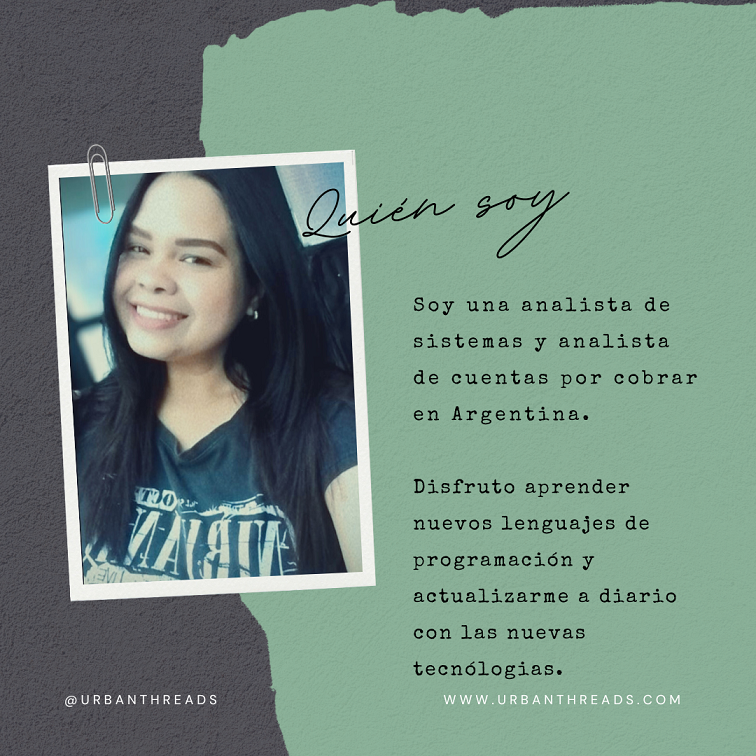 Quién soy
Soy una analista de
sistemas y analista
de cuentas por cobrar
en Argentina.
Disfruto aprender
nuevos lenguajes de
programación y
actualizarme a diario
con las nuevas
tecnólogias.
NIRVAN
@URBANTHREADS
WWW.URBANTHREADS.COM